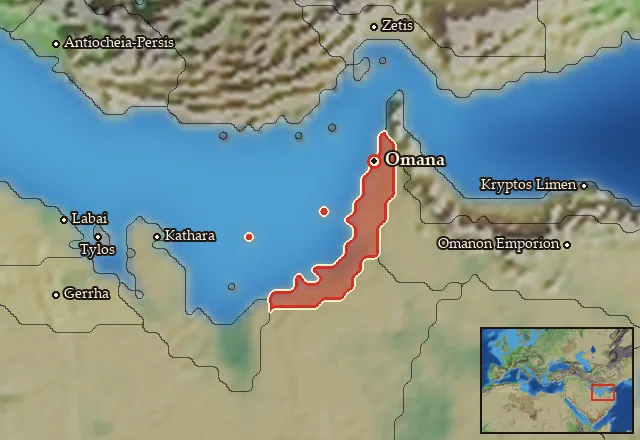 Zetis
Antiocheia-Persis
Omana
Kryptos Limen
Labai
Kathara
Tylos
Omanon Emporion
Gerrha